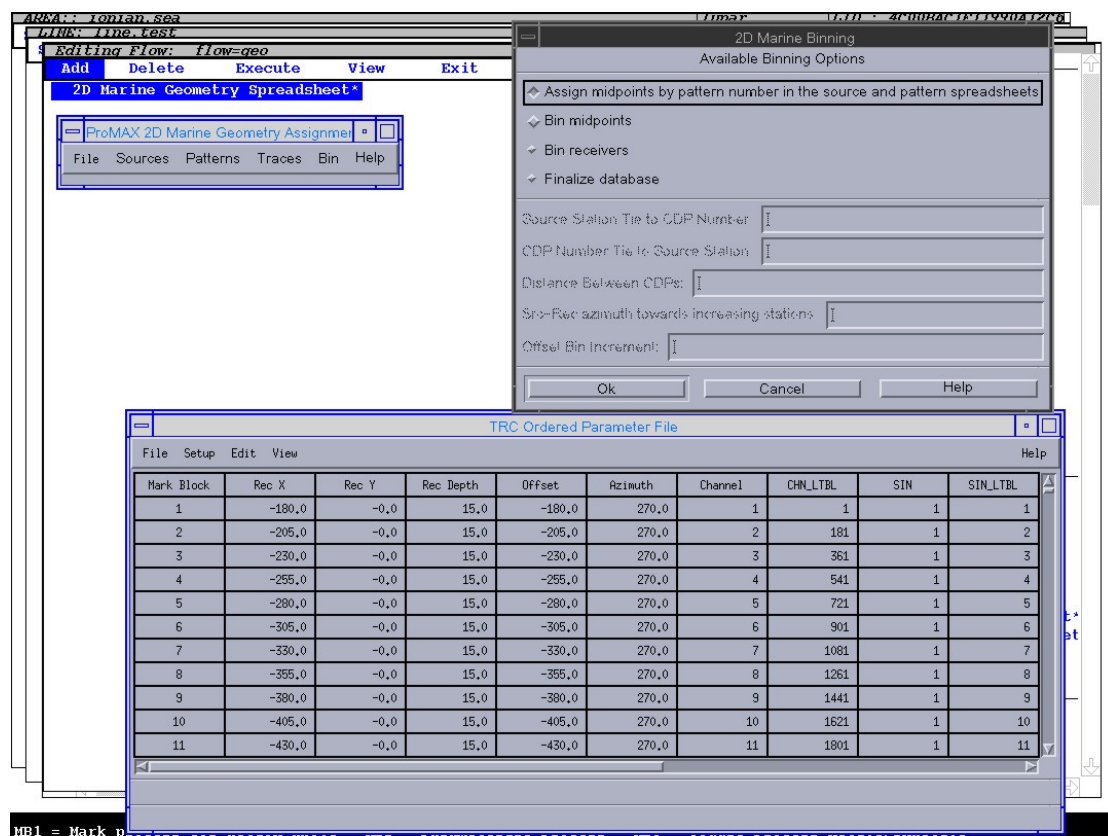 AREA:: ionian.sea
LINE: line.test
Editing Flow: flow=geo
Add Delete Execute View Exit
2D Marine Geometry Spreadsheet*
ProMAX 2D Marine Geometry Assignmer
File Sources Patterns Traces Bin Help
2D Marine Binning
Available Binning Options
Assign midpoints by pattern number in the source and pattern spreadsheets
Bin midpoints
Bin receivers
Finalize database
Source Station Tie to CDP Number
CDP Number Tie to Source Station
Distance Between CDPs:
Src-Rec azimuth towards increasing stations
Offset Bin Increment:
Ok Cancel Help
TRC Ordered Parameter File
File Setup Edit View Help
Mark Block Rec X Rec Y Rec Depth Offset Azimuth Channel CHN_LTBL SIN SIN_LTBL
1 -180.0 -0.0 15.0 -180.0 270.0 1 1 1 1
2 -205.0 -0.0 15.0 -205.0 270.0 2 181 1 2
3 -230.0 -0.0 15.0 -230.0 270.0 3 361 1 3
4 -255.0 -0.0 15.0 -255.0 270.0 4 541 1 4
5 -280.0 -0.0 15.0 -280.0 270.0 5 721 1 5
6 -305.0 -0.0 15.0 -305.0 270.0 6 901 1 6
7 -330.0 -0.0 15.0 -330.0 270.0 7 1081 1 7
8 -355.0 -0.0 15.0 -355.0 270.0 8 1261 1 8
9 -380.0 -0.0 15.0 -380.0 270.0 9 1441 1 9
10 -405.0 -0.0 15.0 -405.0 270.0 10 1621 1 10
11 -430.0 -0.0 15.0 -430.0 270.0 11 1801 1 11
t*
et
MB1 = Mark